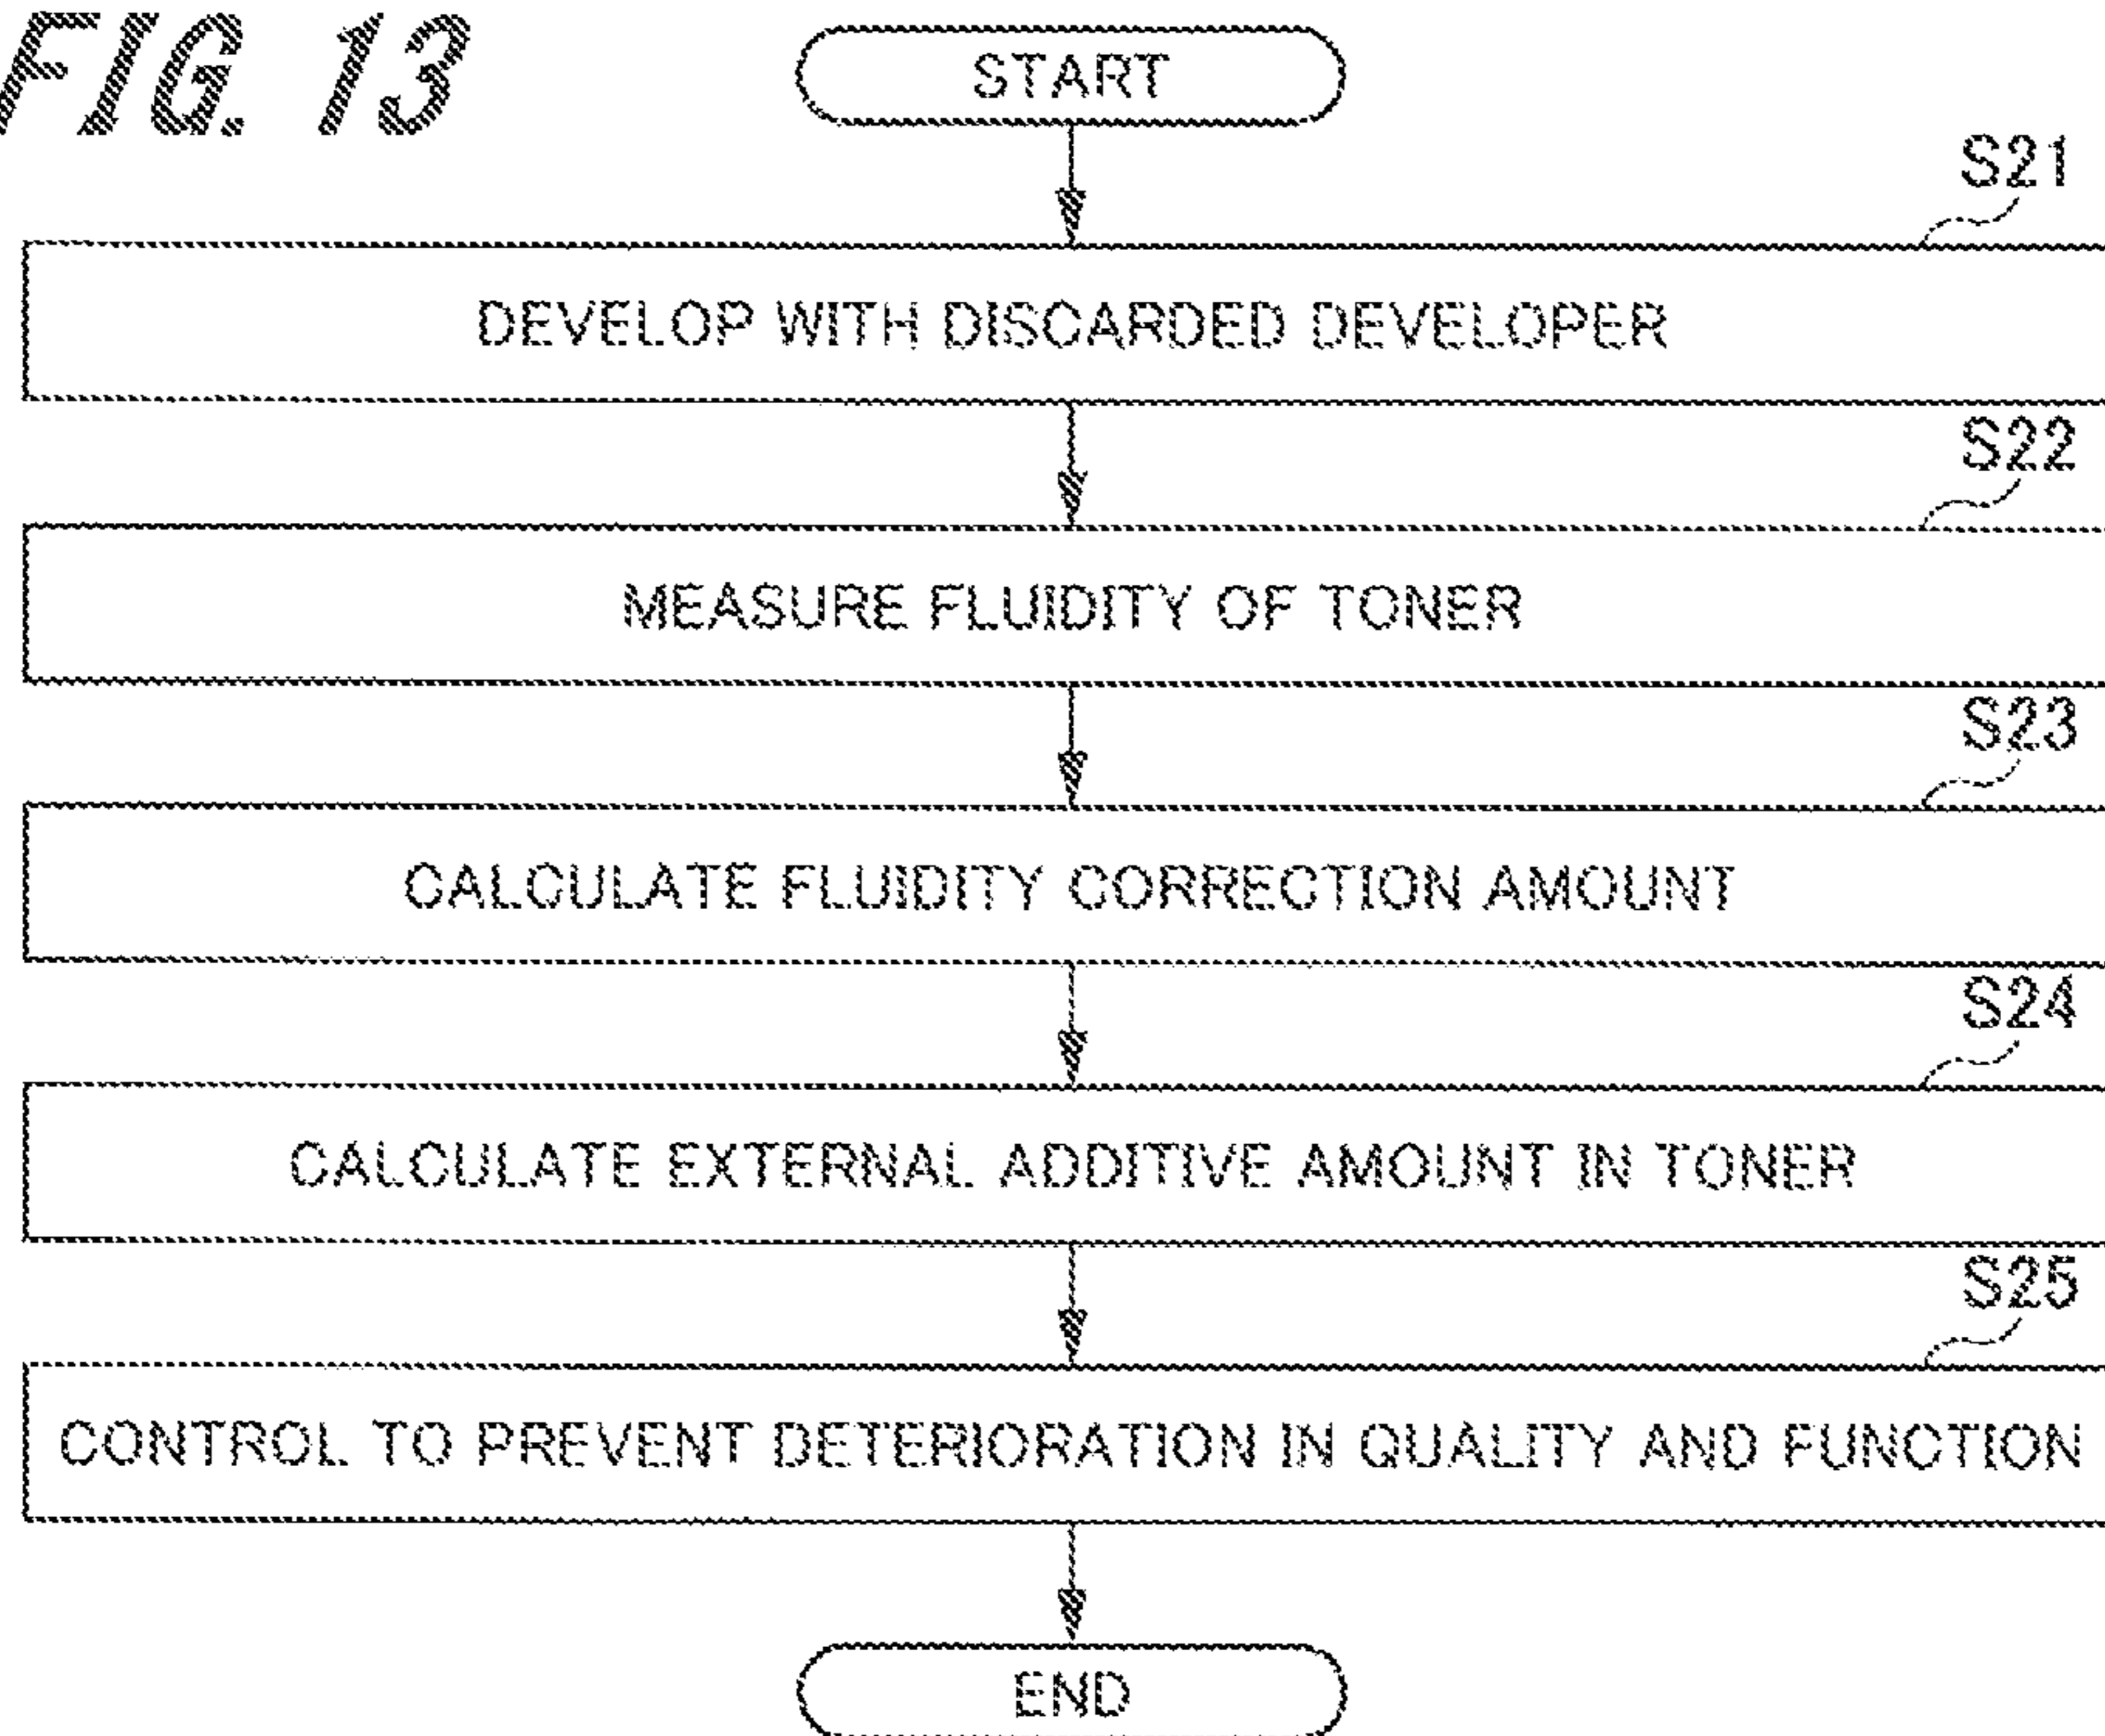 FIG. 13
START
S21
DEVELOP WITH DISCARDED DEVELOPER
S22
MEASURE FLUIDITY OF TONER
S23
CALCULATE FLUIDITY CORRECTION AMOUNT
S24
CALCULATE EXTERNAL ADDITIVE AMOUNT IN TONER
S25
CONTROL TO PREVENT DETERIORATION IN QUALITY AND FUNCTION
END